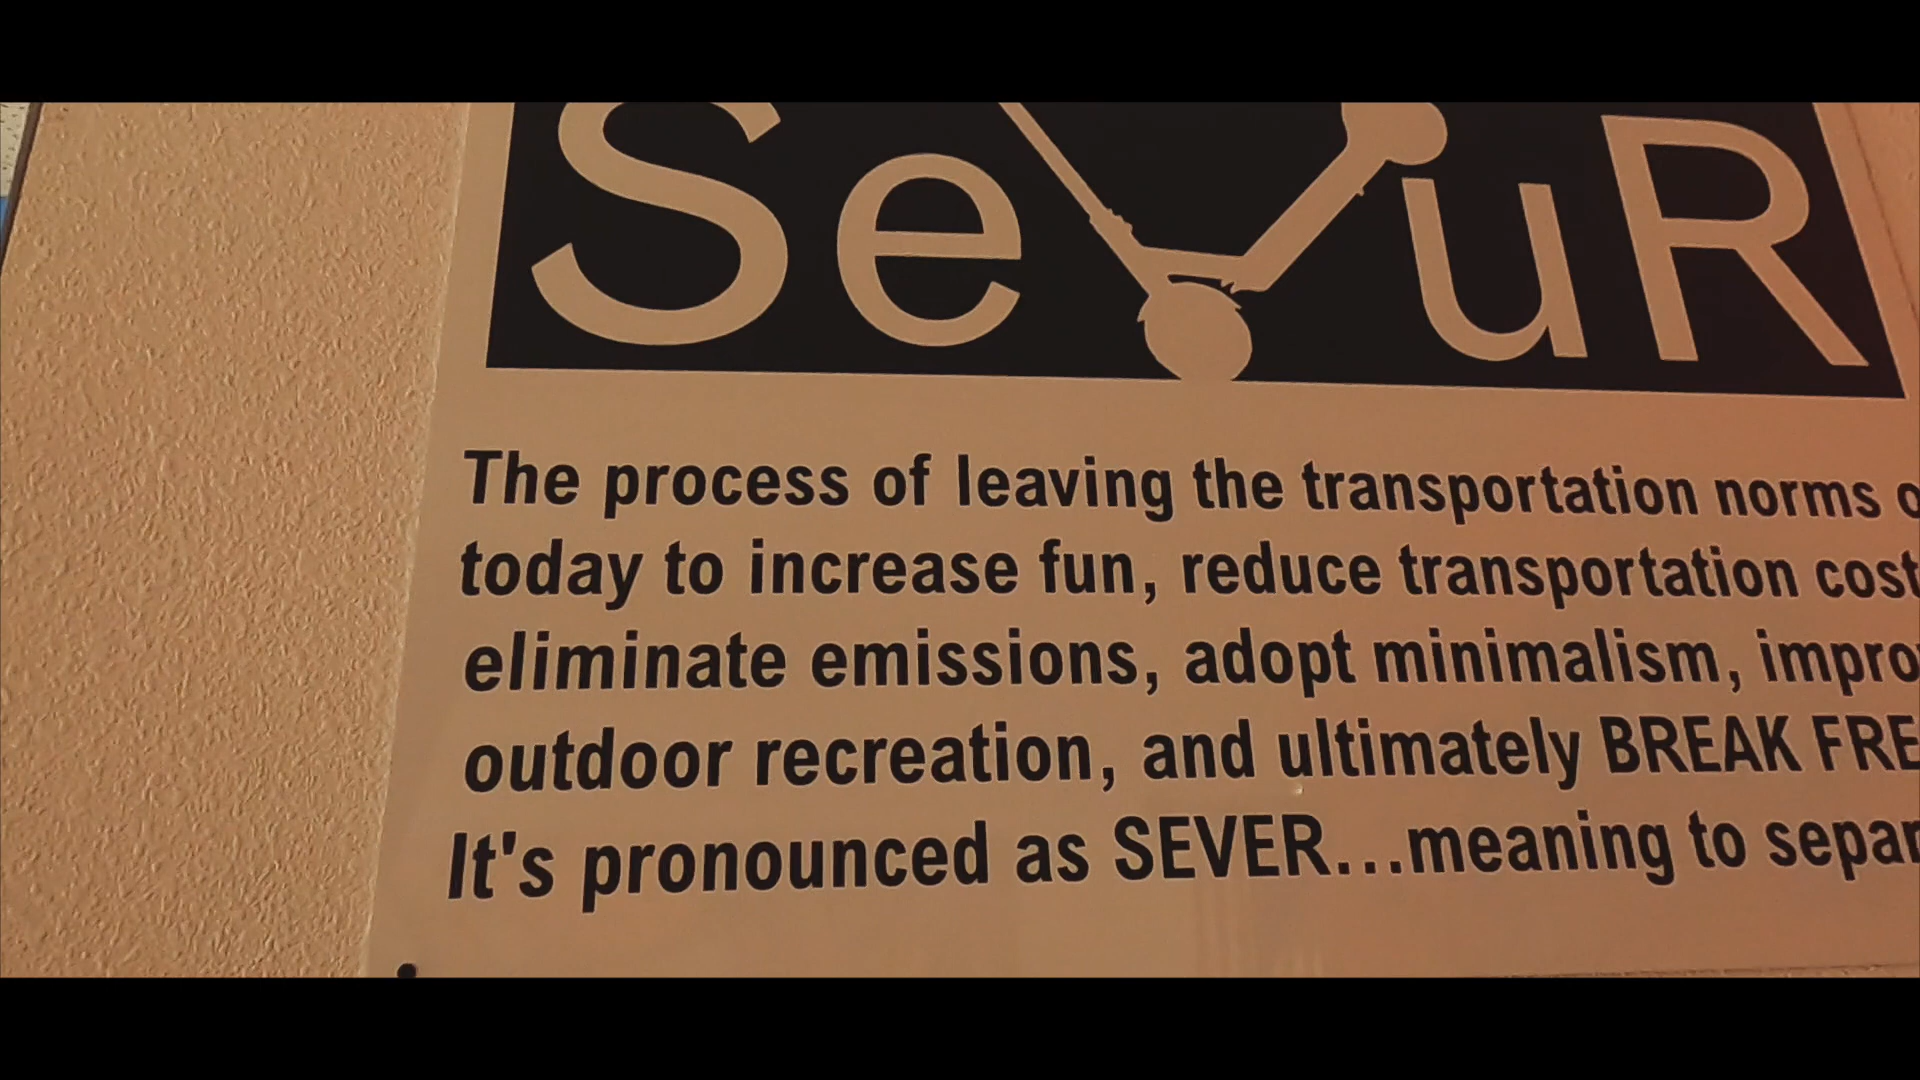 SeVuR
The process of leaving the transportation norms
today to increase fun, reduce transportation
eliminate emissions, adopt minimalism,
outdoor recreation, and ultimately BREAK
It's pronounced as SEVER...meaning to